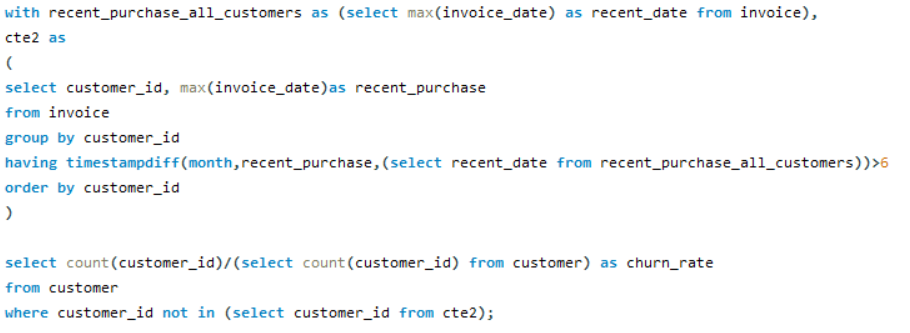 with recent_purchase_all_customers as (select max(invoice_date) as recent_date from invoice),
cte2 as
(
select customer_id, max(invoice_date)as recent_purchase
from invoice
group by customer_id
having timestampdiff(month,recent_purchase,(select recent_date from recent_purchase_all_customers))>6
order by customer_id
)
select count(customer_id)/(select count(customer_id) from customer) as churn_rate
from customer
where customer_id not in (select customer_id from cte2);